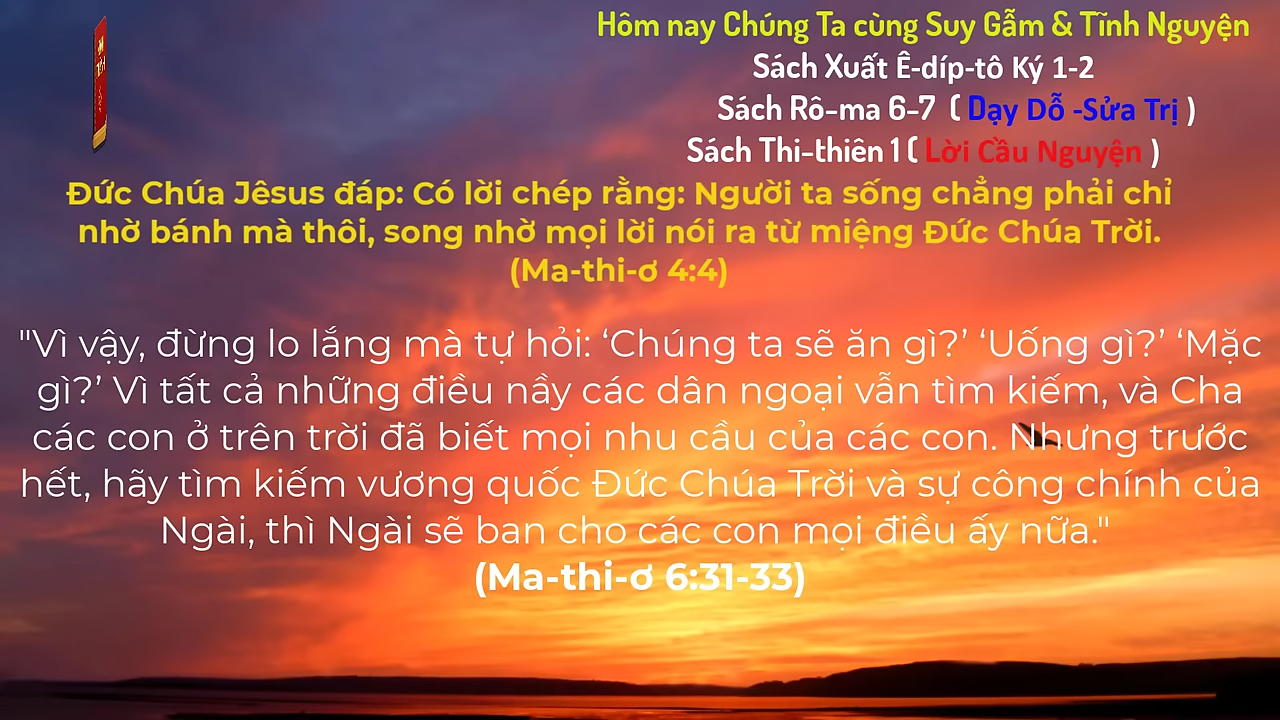 Hôm nay Chúng Ta cùng Suy Gẫm & Tĩnh Nguyện
Sách Xuất Ê-díp-tô Ký 1-2
Sách Rô-ma 6-7 ( Dạy Dỗ -Sửa Trị )
Sách Thi-thiên 1 ( Lời Cầu Nguyện )
Đức Chúa Jêsus đáp: Có lời chép rằng: Người ta sống chẳng phải chỉ
nhờ bánh mà thôi, song nhờ mọi lời nói ra từ miệng Đức Chúa Trời.
(Ma-thi-ơ 4:4)
"Vì vậy, đừng lo lắng mà tự hỏi: ‘Chúng ta sẽ ăn gì?’ ‘Uống gì?’ ‘Mặc
gì?’ Vì tất cả những điều nầy các dân ngoại vẫn tìm kiếm, và Cha
các con ở trên trời đã biết mọi nhu cầu của các con. Nhưng trước
hết, hãy tìm kiếm vương quốc Đức Chúa Trời và sự công chính của
Ngài, thì Ngài sẽ ban cho các con mọi điều ấy nữa."
(Ma-thi-ơ 6:31-33)